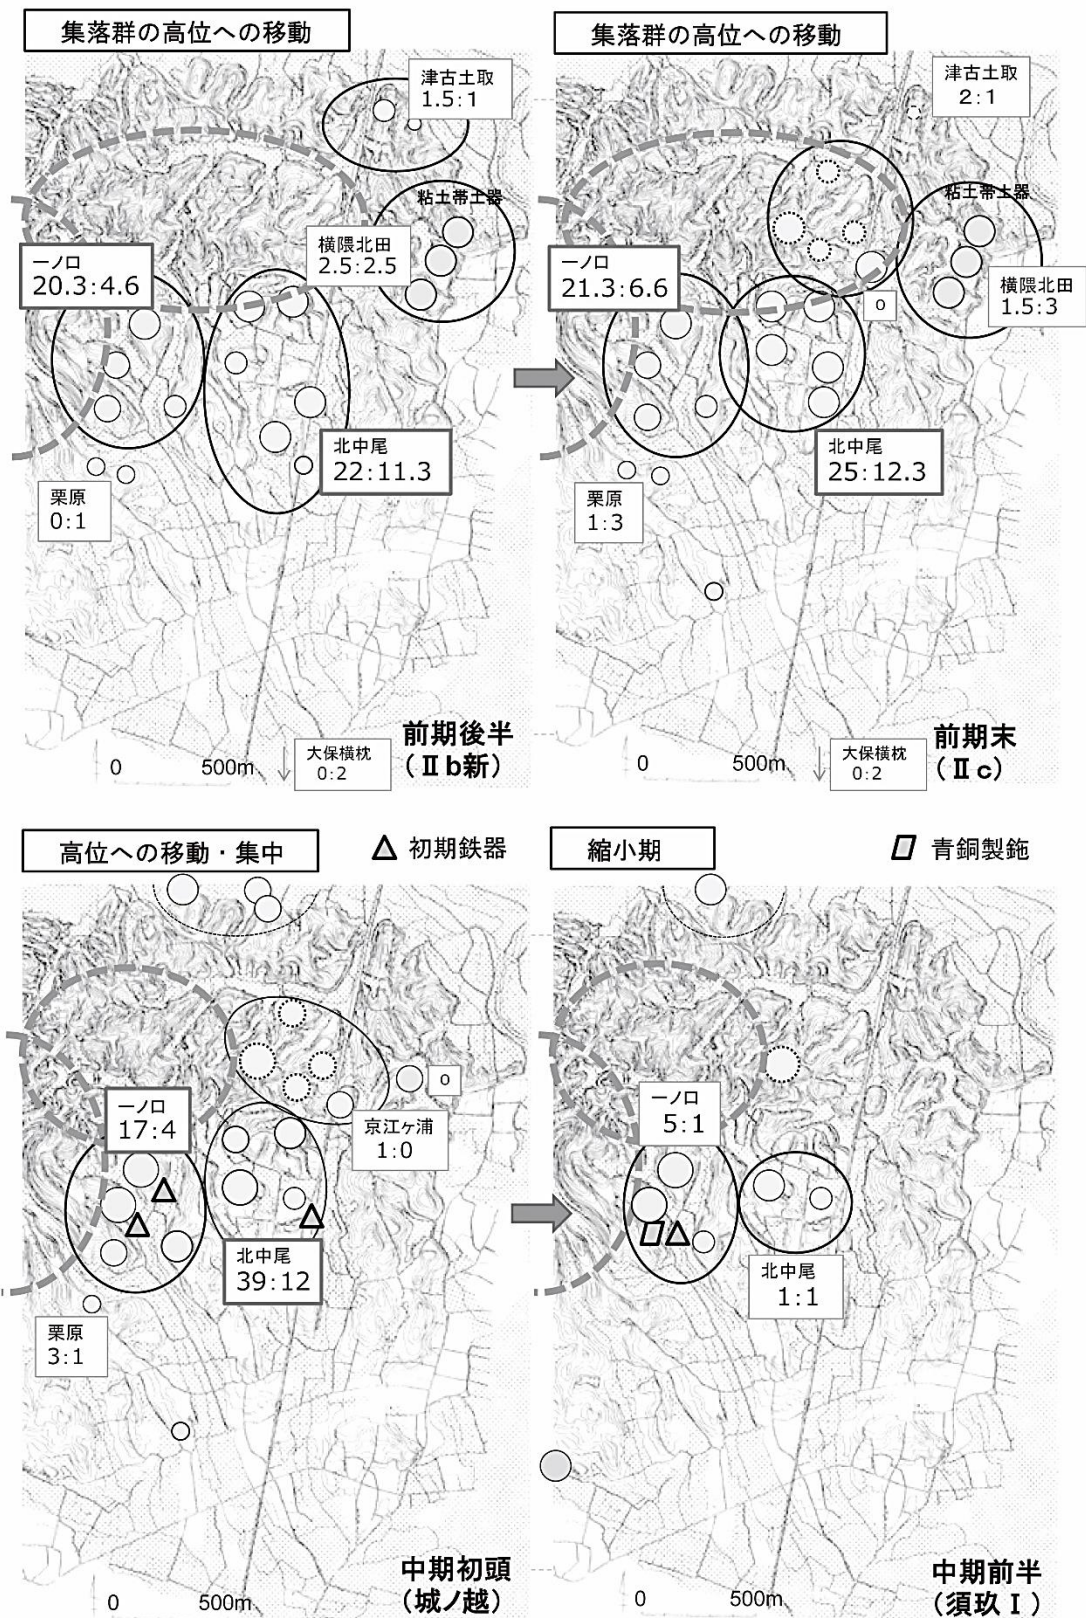 集落群の高位への移動
津古土取
1.5:1
粘土帯土器
横隈北田
2.5:2.5
一ノ口
20.3:4.6
北中尾
22:11.3
栗原
0:1
前期後半
(Ⅱb新)
大保横枕
0:2
0 500m
集落群の高位への移動
津古土取
2:1
粘土帯土器
一ノ口
21.3:6.6
横隈北田
1.5:3
0
北中尾
25:12.3
栗原
1:3
前期末
(Ⅱc)
大保横枕
0:2
0 500m
高位への移動・集中
初期鉄器
一ノ口
17:4
0
京江ヶ浦
1:0
北中尾
39:12
栗原
3:1
中期初頭
(城ノ越)
0 500m
縮小期
青銅製鉇
一ノ口
5:1
北中尾
1:1
中期前半
(須玖Ⅰ)
0 500m